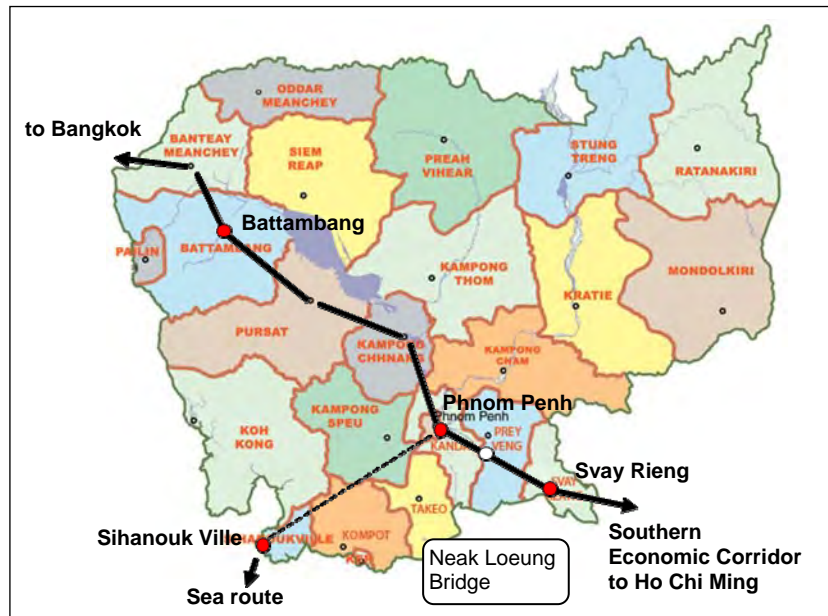 ODDAR
MEANCHEY
to Bangkok
BANTEAY
MEANCHEY
SIEM
REAP
PREAH
VIHEAR
STUNG
TRENG
RATANAKIRI
Battambang
PAILIN
BATTAMBANG
KAMPONG
THOM
KRATIE
MONDOLKIRI
PURSAT
KAMPONG
CHHNANG
KAMPONG
CHAM
Phnom Penh
Phnom Penh
KAMPONG
SPEU
KOH
KONG
PREY
VENG
Svay Rieng
SVAY
TAKEO
Sihanouk Ville
KOMPOT
Sea route
Neak Loeung
Bridge
Southern
Economic Corridor
to Ho Chi Ming